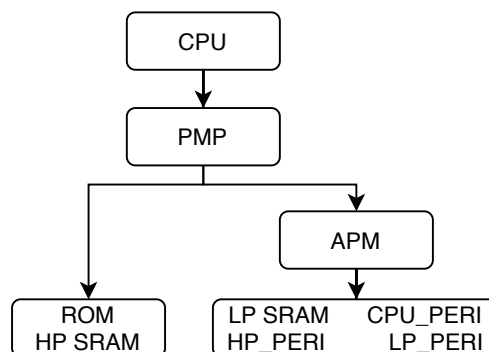 CPU
PMP
APM
ROM
HP SRAM
LP SRAM CPU_PERI
HP_PERI LP_PERI